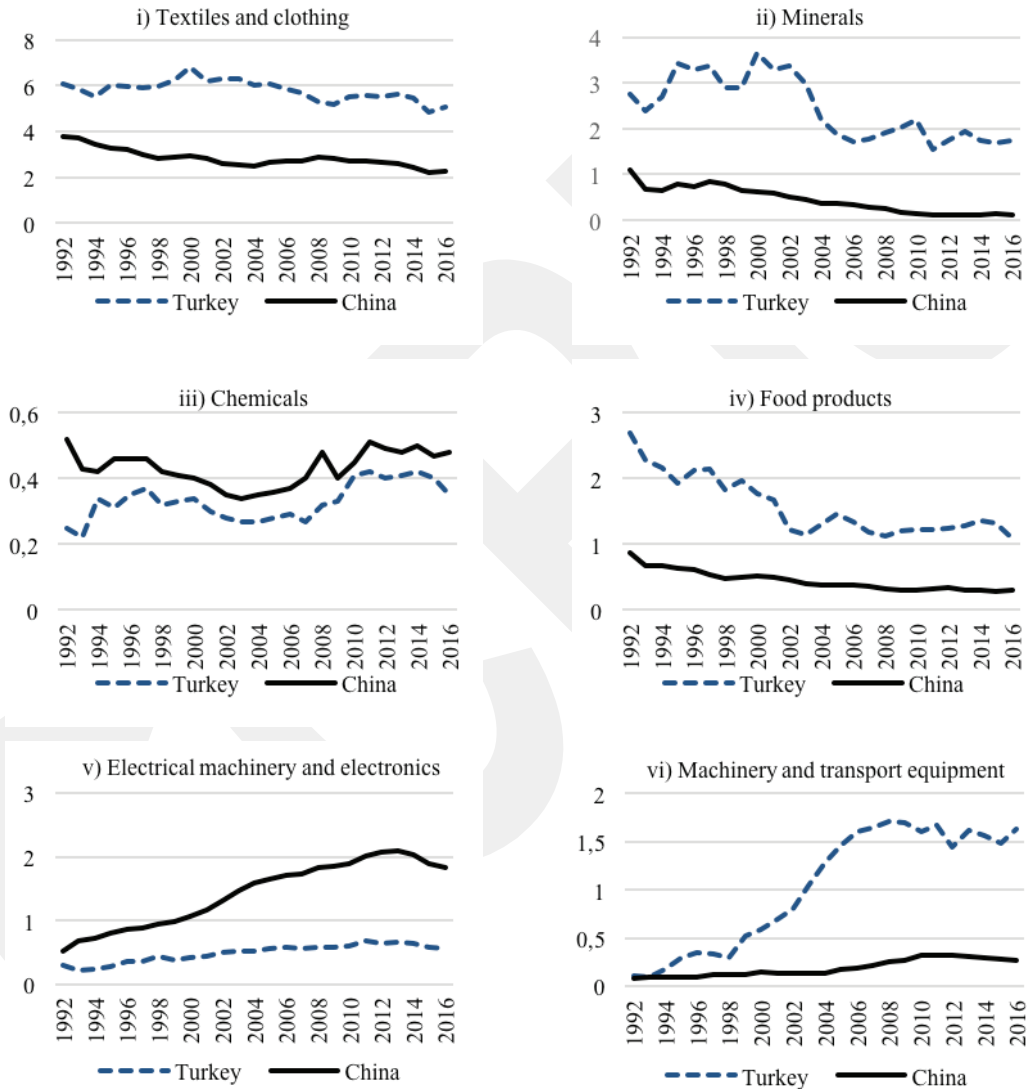 i) Textiles and clothing
8
6
4
2
0
1992 1994 1996 1998 2000 2002 2004 2006 2008 2010 2012 2014 2016
Turkey China
ii) Minerals
4
3
2
1
0
1992 1994 1996 1998 2000 2002 2004 2006 2008 2010 2012 2014 2016
Turkey China
iii) Chemicals
0,6
0,4
0,2
0
1992 1994 1996 1998 2000 2002 2004 2006 2008 2010 2012 2014 2016
Turkey China
iv) Food products
3
2
1
0
1992 1994 1996 1998 2000 2002 2004 2006 2008 2010 2012 2014 2016
Turkey China
v) Electrical machinery and electronics
3
2
1
0
1992 1994 1996 1998 2000 2002 2004 2006 2008 2010 2012 2014 2016
Turkey China
vi) Machinery and transport equipment
2
1,5
1
0,5
0
1992 1994 1996 1998 2000 2002 2004 2006 2008 2010 2012 2014 2016
Turkey China